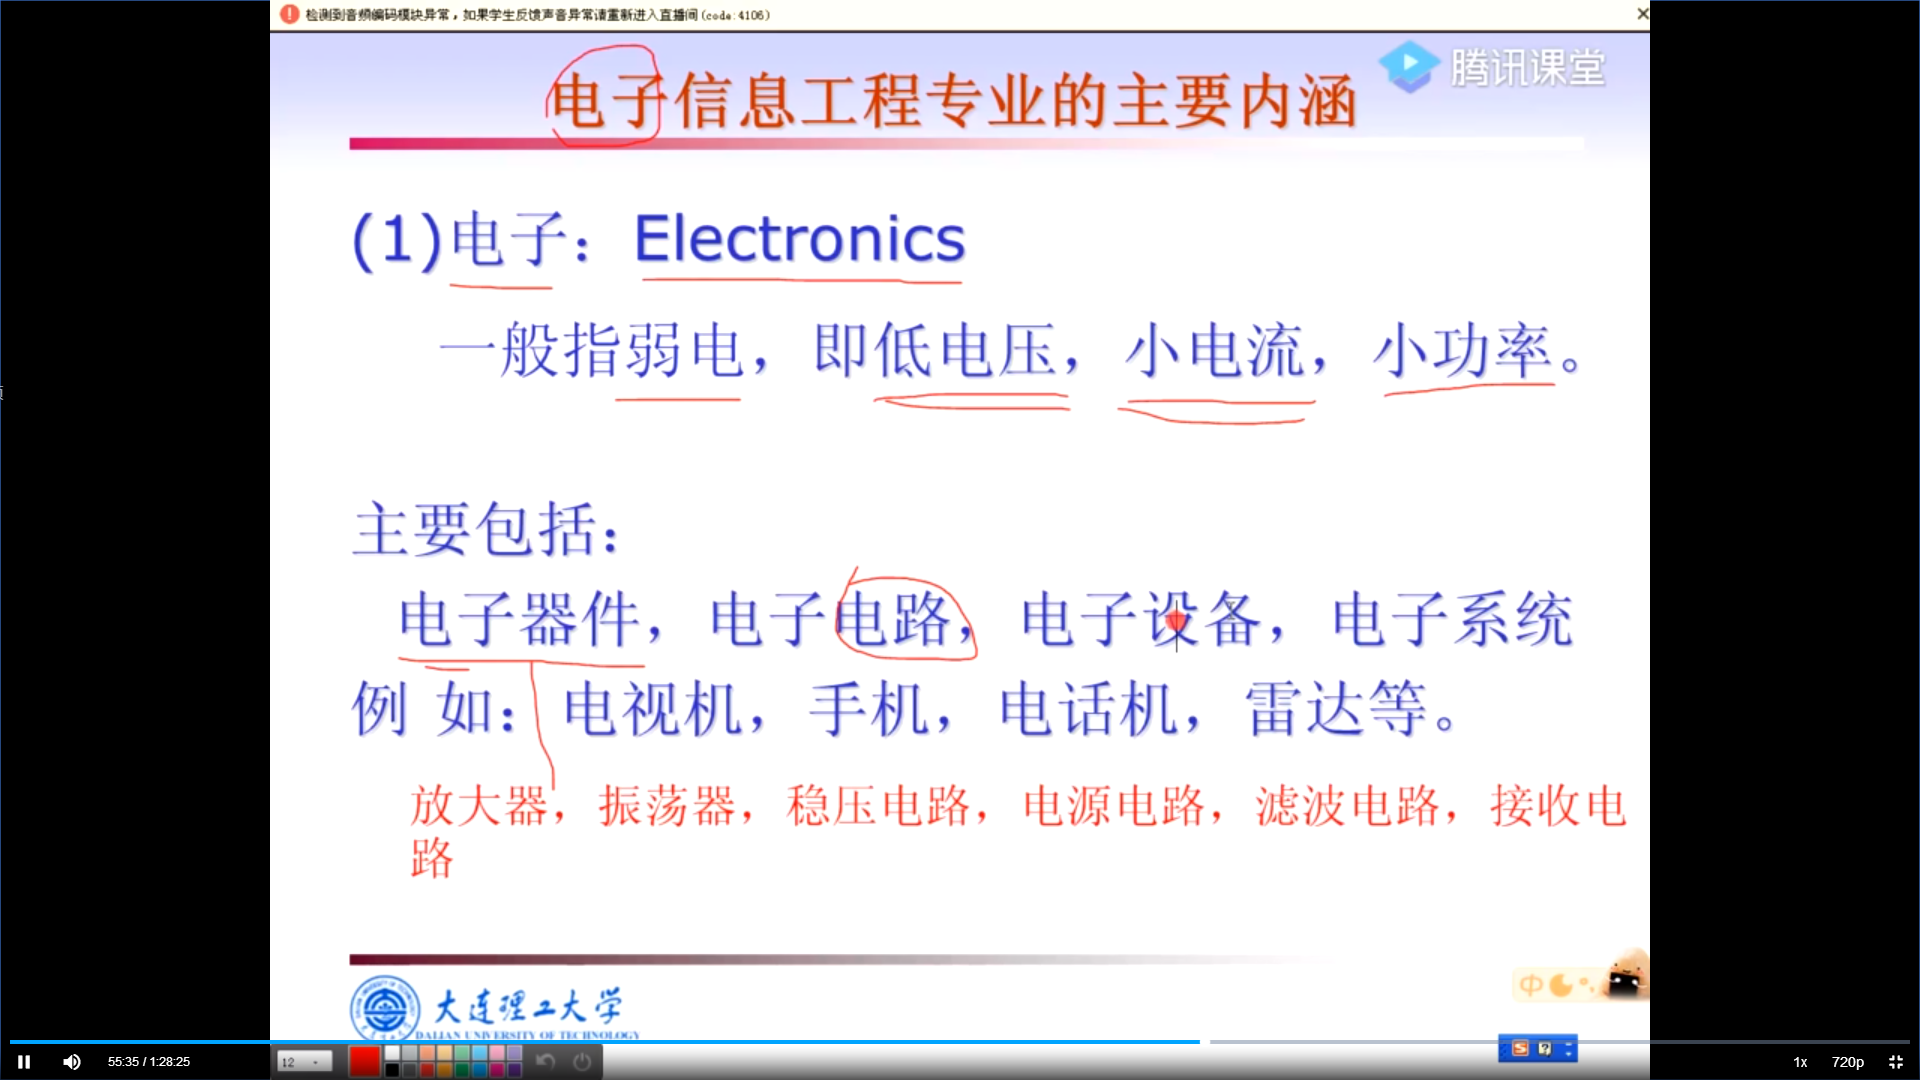 检测到音频编码模块异常，如果学生反馈声音异常请重新进入直播间(code:4106)
腾讯课堂
电子信息工程专业的主要内涵
(1)电子：Electronics
一般指弱电，即低电压，小电流，小功率。
主要包括：
电子器件，电子电路，电子设备，电子系统
例 如：电视机，手机，电话机，雷达等。
放大器，振荡器，稳压电路，电源电路，滤波电路，接收电
路
中
大连理工大学
DALIAN UNIVERSITY OF TECHNOLOGY
12
55:35 / 1:28:25
1x
720p